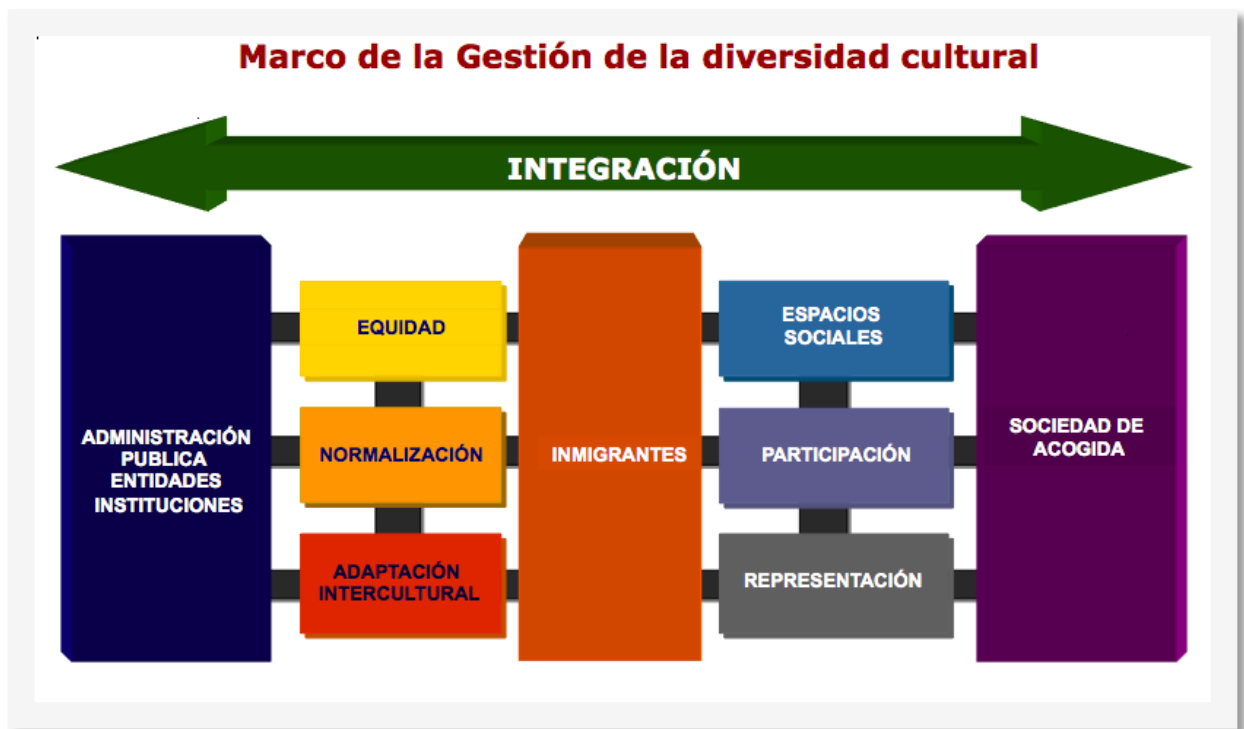 Marco de la Gestión de la diversidad cultural
INTEGRACIÓN
ADMINISTRACIÓN
PUBLICA
ENTIDADES
INSTITUCIONES
EQUIDAD
NORMALIZACIÓN
ADAPTACIÓN
INTERCULTURAL
INMIGRANTES
ESPACIOS
SOCIALES
PARTICIPACIÓN
REPRESENTACIÓN
SOCIEDAD DE
ACOGIDA